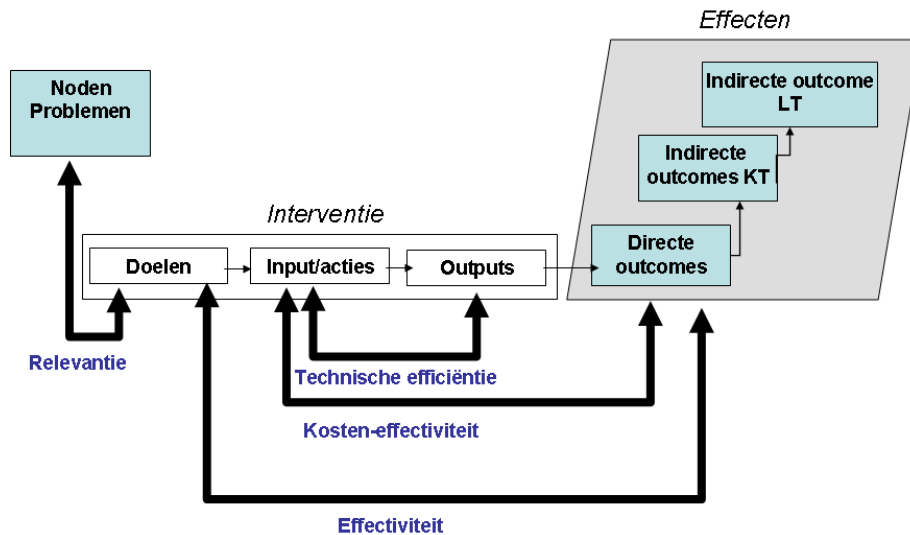 Effecten
Noden
Problemen
Indirecte outcome
LT
Indirecte
outcomes KT
Interventie
Directe
outcomes
Doelen
Input/acties
Outputs
Relevantie
Technische efficiëntie
Kosten-effectiviteit
Effectiviteit